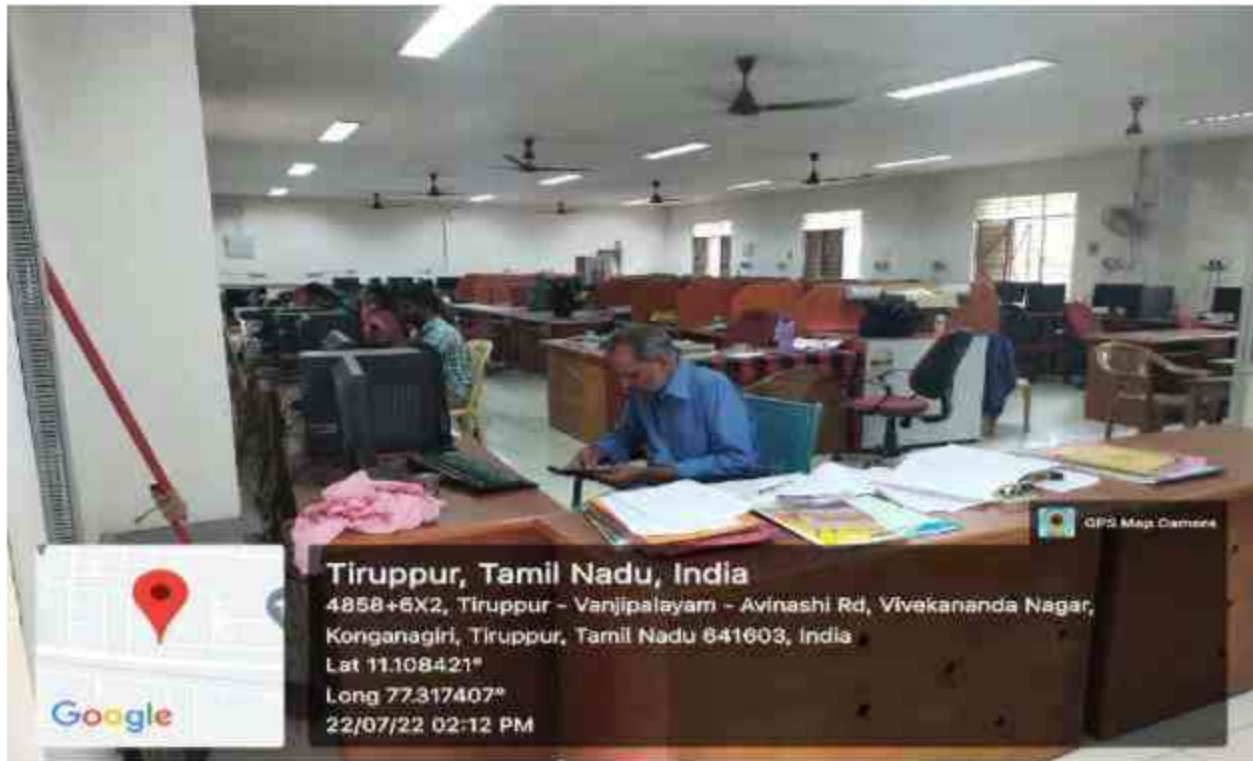 GPS Map Camera
Tiruppur, Tamil Nadu, India
4858+6X2, Tiruppur - Vanjipalayam - Avinashi Rd, Vivekananda Nagar,
Konganagiri, Tiruppur, Tamil Nadu 641603, India
Lat 11.108421°
Long 77.317407°
22/07/22 02:12 PM
Google